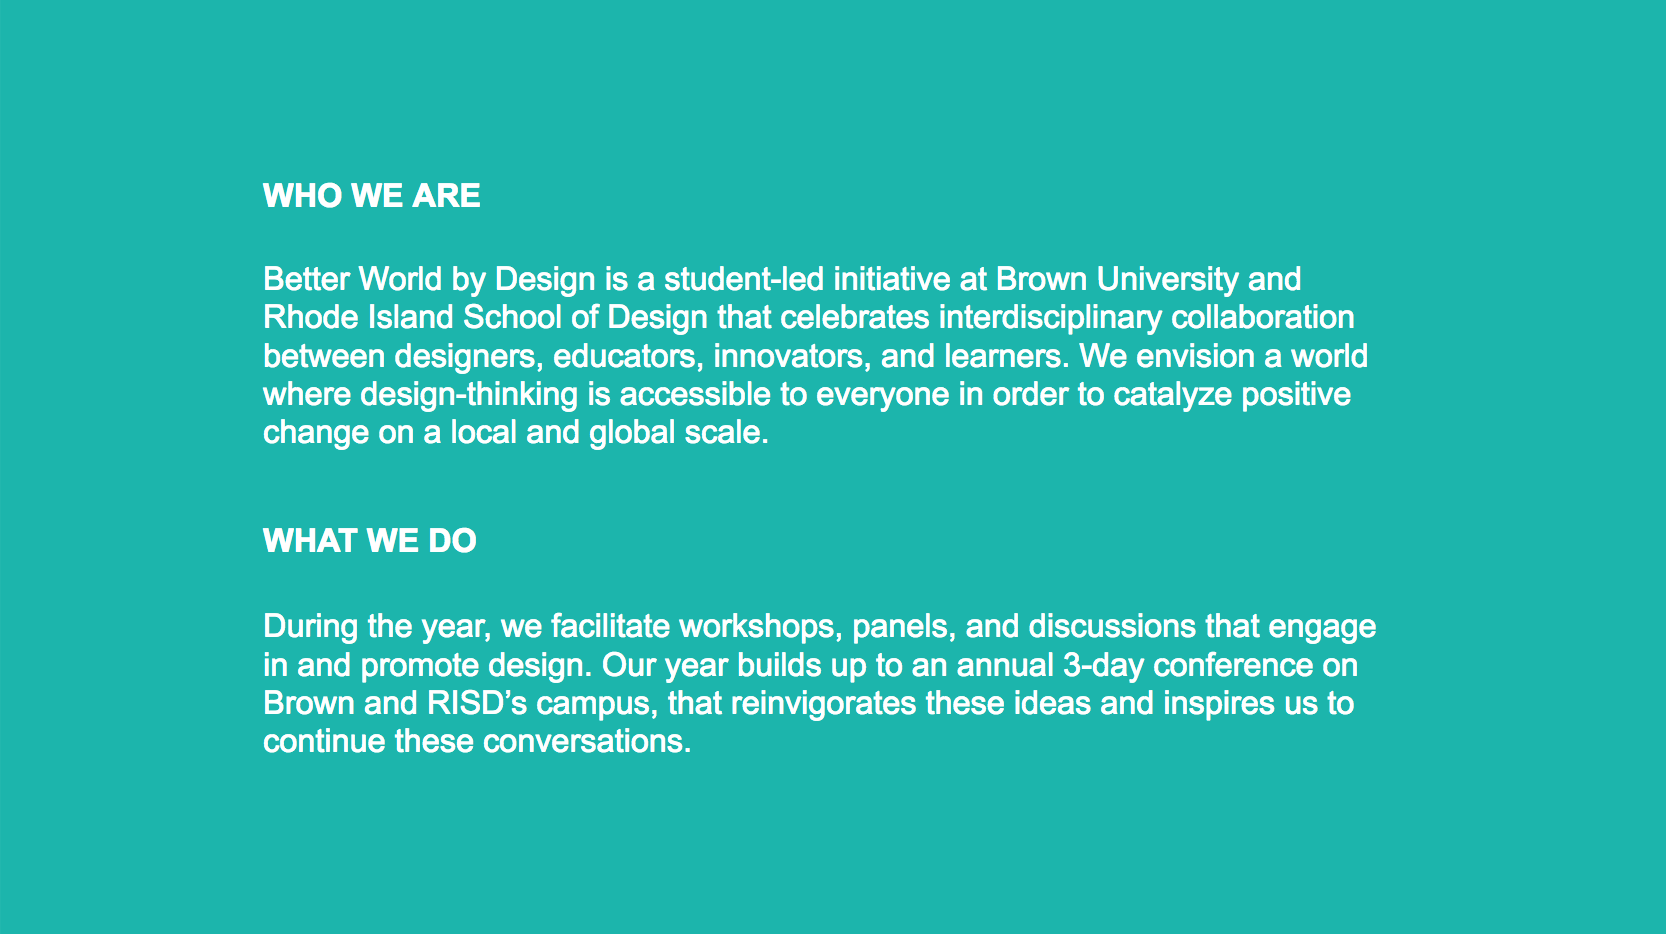 WHO WE ARE
Better World by Design is a student-led initiative at Brown University and
Rhode Island School of Design that celebrates interdisciplinary collaboration
between designers, educators, innovators, and learners. We envision a world
where design-thinking is accessible to everyone in order to catalyze positive
change on a local and global scale.
WHAT WE DO
During the year, we facilitate workshops, panels, and discussions that engage
in and promote design. Our year builds up to an annual 3-day conference on
Brown and RISD’s campus, that reinvigorates these ideas and inspires us to
continue these conversations.